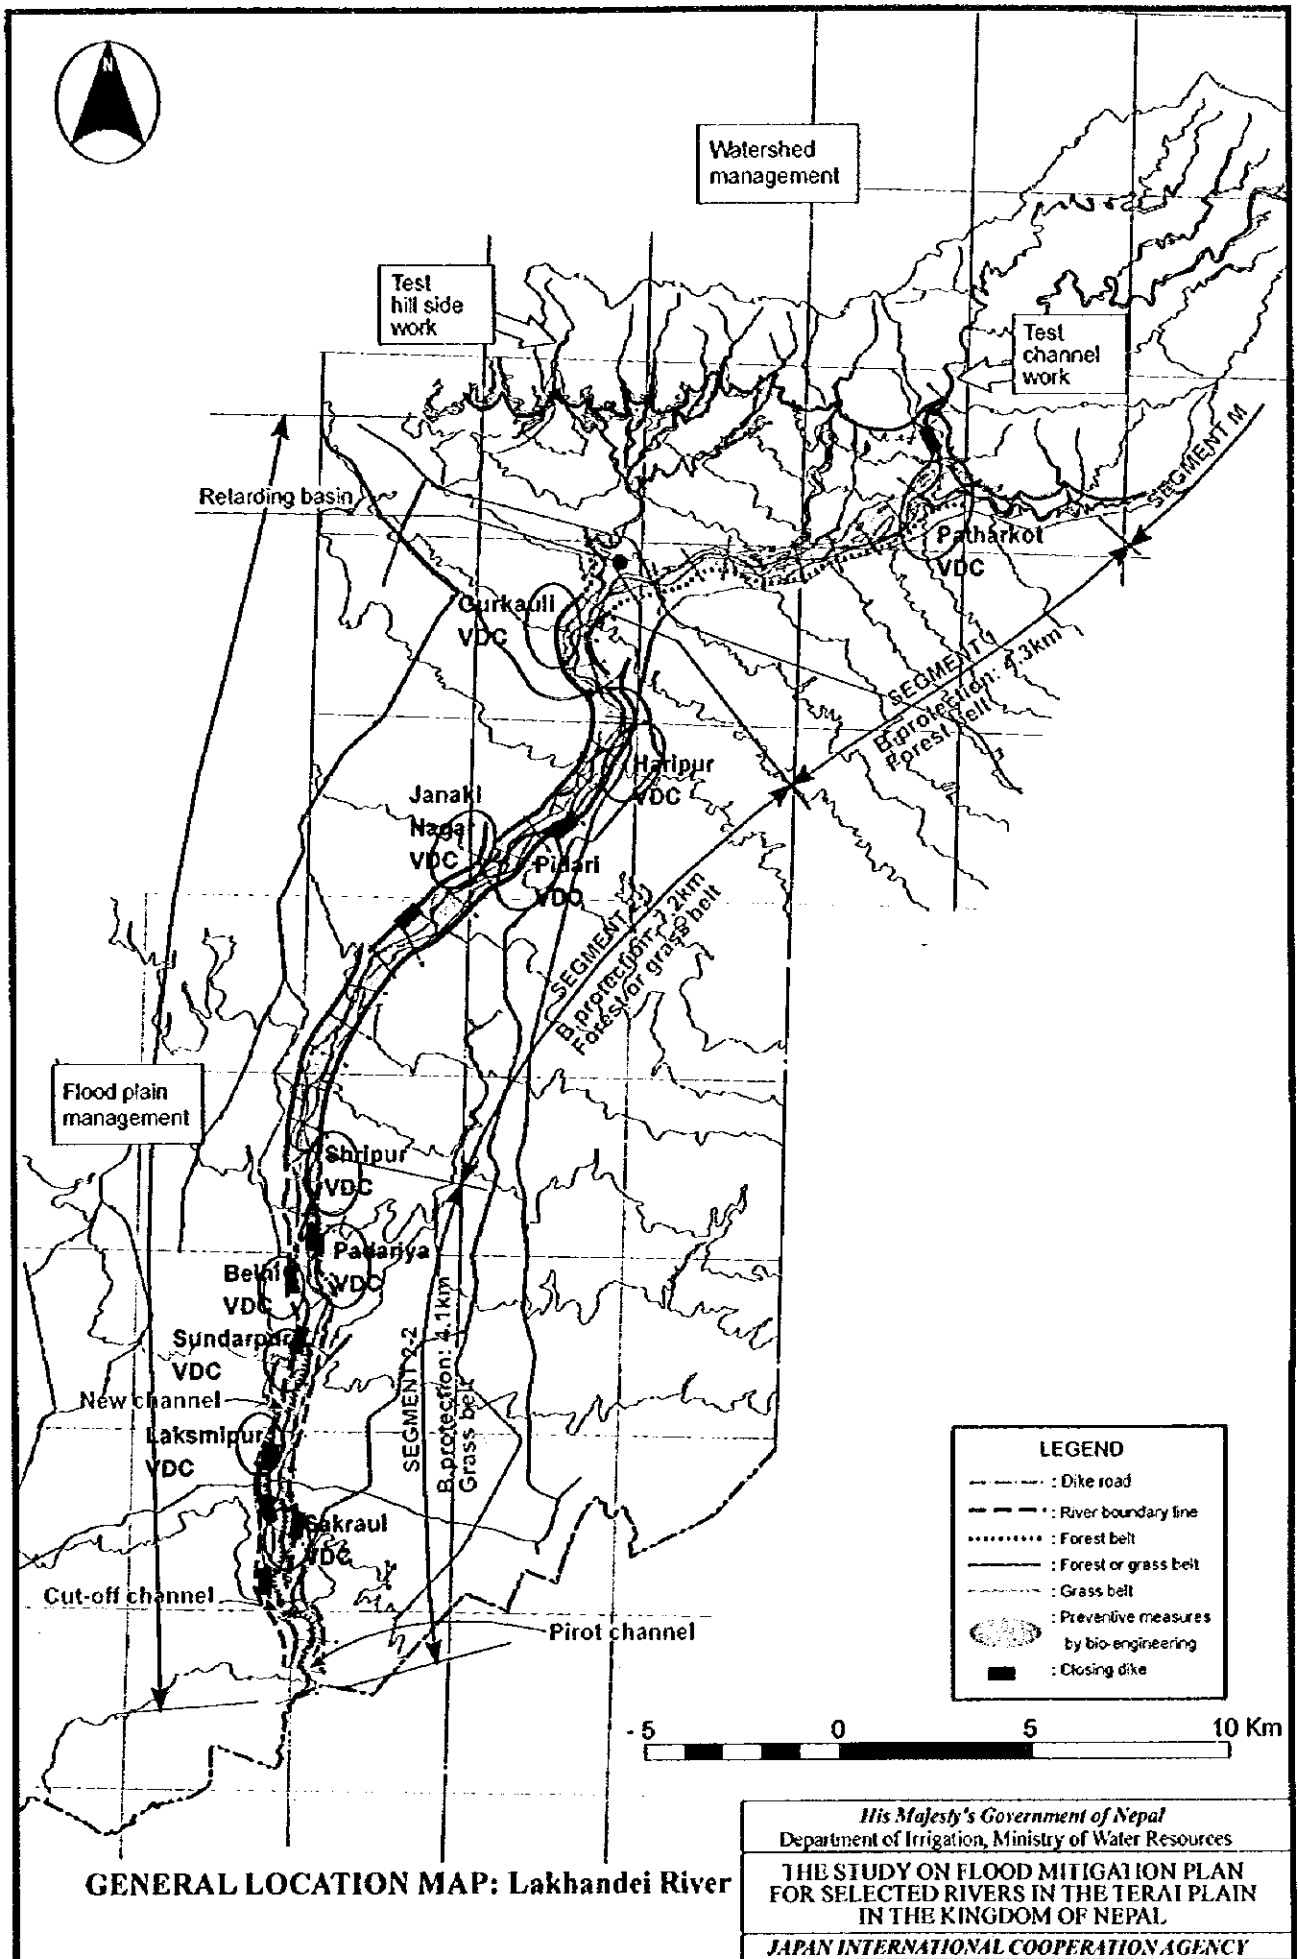 N
Watershed
management
Test
hill side
work
Test
channel
work
SEGMENT M
Retarding basin
Patharkot
VDC
Gurkauli
VDC
SEGMENT 1
B.protection: 4.3km
Forest belt
Haripur
VDC
Janaki
Nagar
VDC
Pidari
VDC
SEGMENT 2-1
B.protection: 7.2km
Forest or grass belt
Flood plain
management
Shripur
VDC
Padariya
VDC
Belhi
VDC
Sundarpur
VDC
New channel
Laksmipur
VDC
SEGMENT 2-2
B.protection: 4.1km
Grass belt
Sakraul
VDC
Cut-off channel
Pirot channel
LEGEND
: Dike road
: River boundary line
: Forest belt
: Forest or grass belt
: Grass belt
: Preventive measures
by bio-engineering
: Closing dike
- 5 0 5 10 Km
GENERAL LOCATION MAP: Lakhandei River
His Majesty's Government of Nepal
Department of Irrigation, Ministry of Water Resources
THE STUDY ON FLOOD MITIGATION PLAN
FOR SELECTED RIVERS IN THE TERAI PLAIN
IN THE KINGDOM OF NEPAL
JAPAN INTERNATIONAL COOPERATION AGENCY